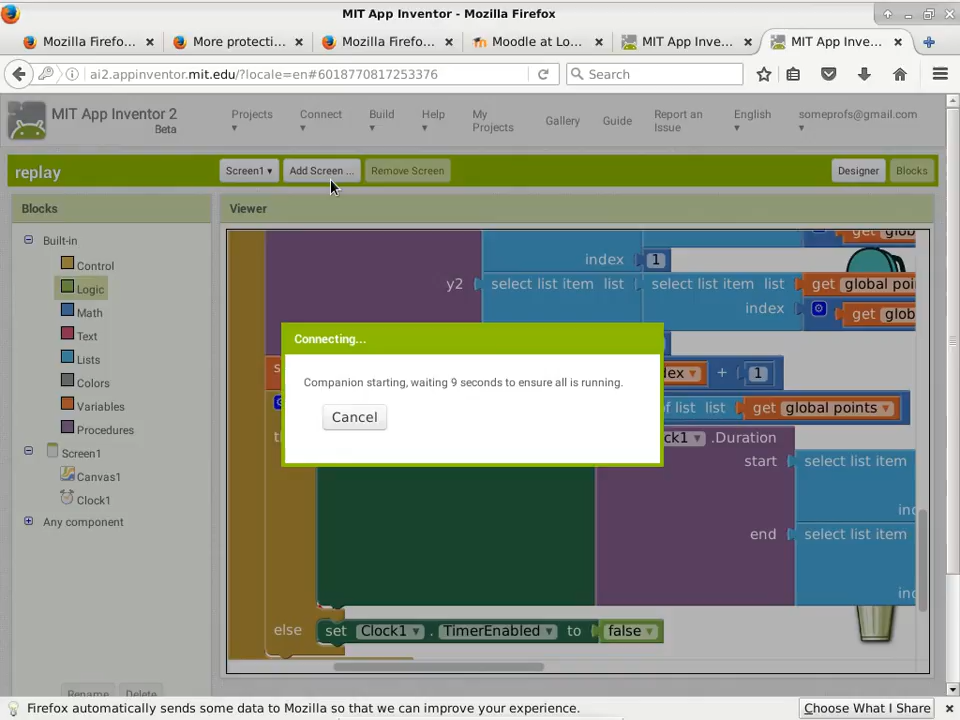 MIT App Inventor - Mozilla Firefox
Mozilla Firefo...
More protecti...
Mozilla Firefo...
Moodle at Lo...
MIT App Inve...
MIT App Inve...
ai2.appinventor.mit.edu/?locale=en#6018770817253376
Search
MIT App Inventor 2
Beta
Projects
Connect
Build
Help
My Projects
Gallery
Guide
Report an Issue
English
someprofs@gmail.com
replay
Screen1
Add Screen ...
Remove Screen
Designer
Blocks
Blocks
Viewer
Built-in
Control
Logic
Math
Text
Lists
Colors
Variables
Procedures
Screen1
Canvas1
Clock1
Any component
Rename
Delete
get glob
index 1
y2 select list item list select list item list get global poi
index get glob
Connecting...
Companion starting, waiting 9 seconds to ensure all is running.
Cancel
dex + 1
of list list get global points
ck1 .Duration
start select list item
end select list item
else set Clock1 . TimerEnabled to false
Firefox automatically sends some data to Mozilla so that we can improve your experience.
Choose What I Share